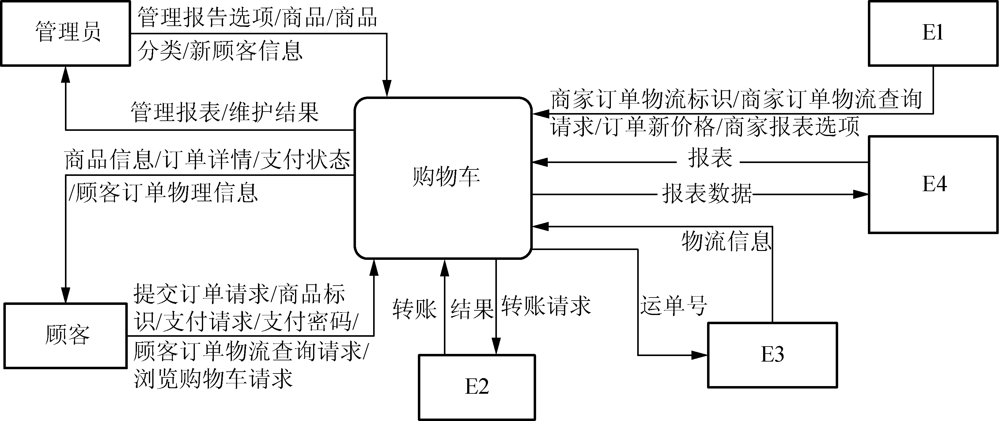 管理员
管理报告选项/商品/商品
分类/新顾客信息
E1
商家订单物流标识/商家订单物流查询
请求/订单新价格/商家报表选项
管理报表/维护结果
商品信息/订单详情/支付状态
/顾客订单物理信息
购物车
报表
报表数据
E4
物流信息
提交订单请求/商品标
识/支付请求/支付密码/
顾客订单物流查询请求/
浏览购物车请求
顾客
转账
结果
转账请求
运单号
E3
E2